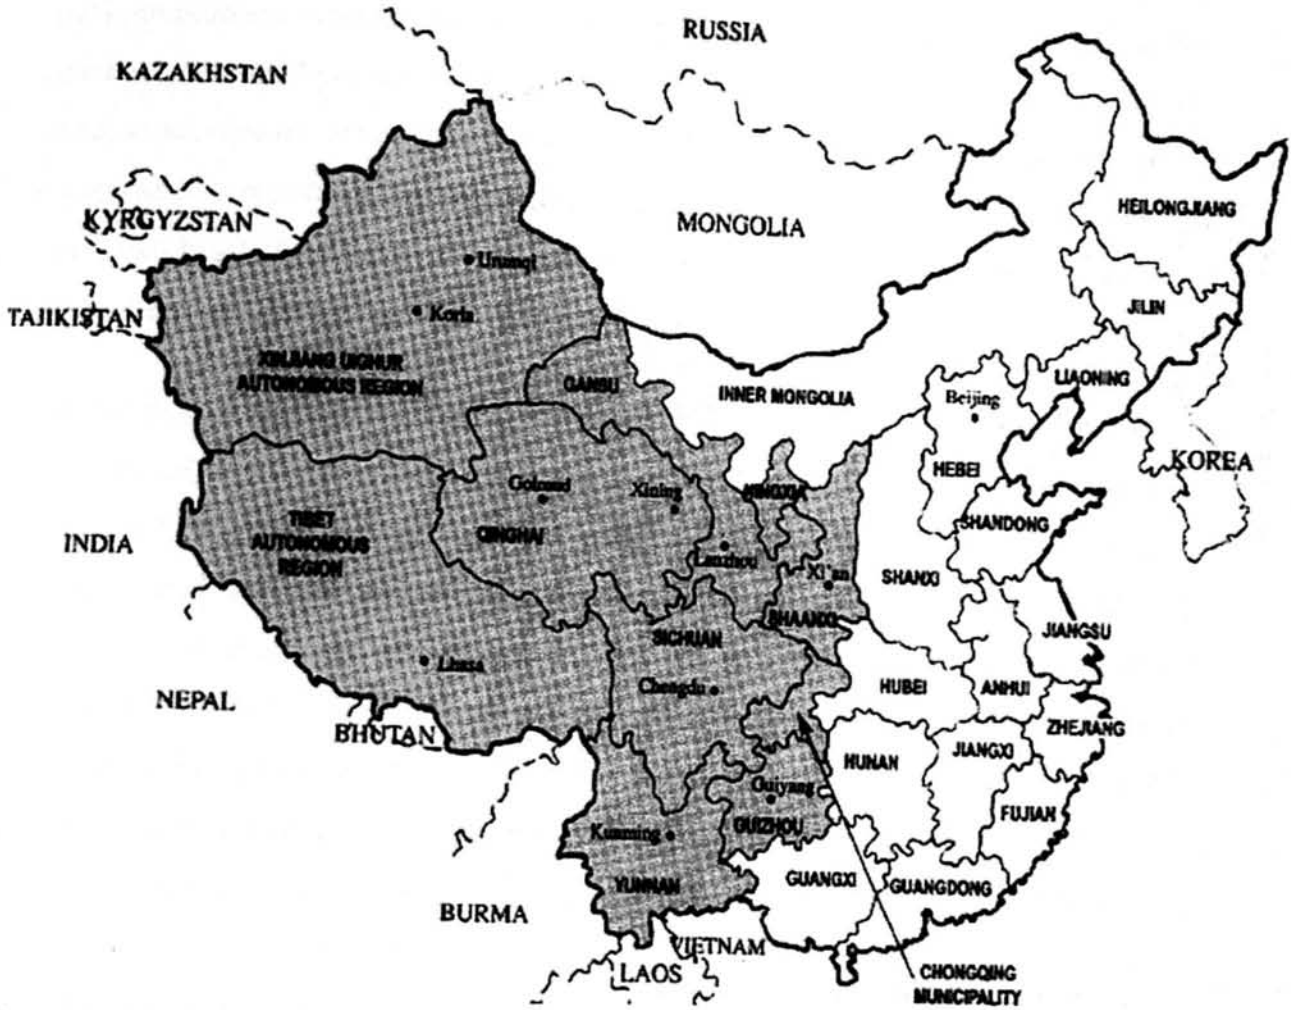 RUSSIA
KAZAKHSTAN
HEILONGJIANG
KYRGYZSTAN
MONGOLIA
Urumqi
JILIN
TAJIKISTAN
Korla
XINJIANG UIGHUR
AUTONOMOUS REGION
GANSU
INNER MONGOLIA
LIAONING
Beijing
KOREA
HEBEI
Golmud
Xining
NINGXIA
SHANDONG
TIBET
AUTONOMOUS
REGION
QINGHAI
INDIA
Lanzhou
Xi'an
SHANXI
SHAANXI
JIANGSU
SICHUAN
Lhasa
Chengdu
HUBEI
ANHUI
NEPAL
BHUTAN
ZHEJIANG
JIANGXI
HUNAN
Guiyang
FUJIAN
GUIZHOU
Kunming
YUNNAN
GUANGXI
GUANGDONG
BURMA
VIETNAM
LAOS
CHONGQING
MUNICIPALITY